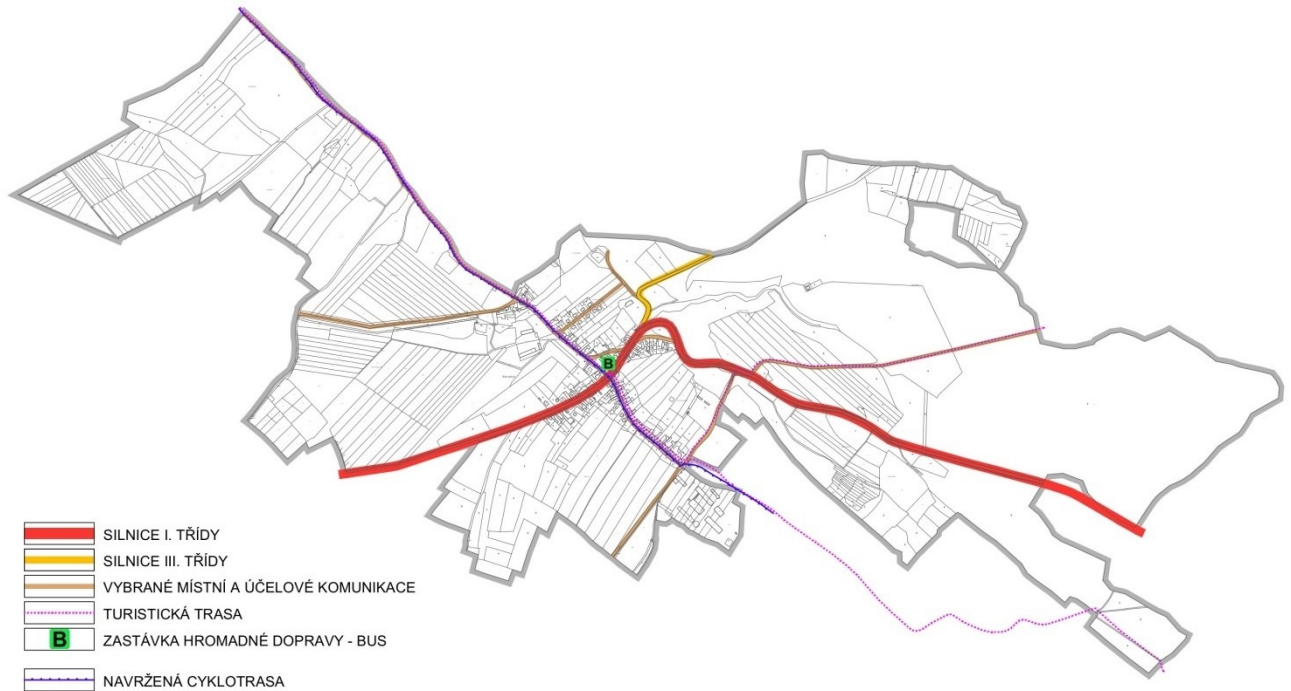 B
SILNICE I. TŘÍDY
SILNICE III. TŘÍDY
VYBRANÉ MÍSTNÍ A ÚČELOVÉ KOMUNIKACE
TURISTICKÁ TRASA
B ZASTÁVKA HROMADNÉ DOPRAVY - BUS
NAVRŽENÁ CYKLOTRASA